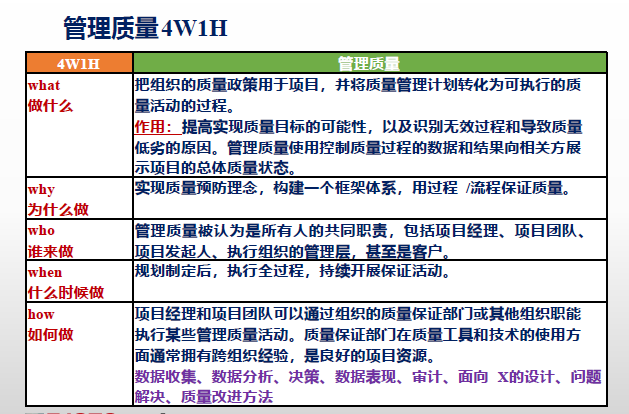 管理质量4W1H
4W1H
管理质量
what
做什么
把组织的质量政策用于项目，并将质量管理计划转化为可执行的质
量活动的过程。
作用：提高实现质量目标的可能性，以及识别无效过程和导致质量
低劣的原因。管理质量使用控制质量过程的数据和结果向相关方展
示项目的总体质量状态。
why
为什么做
实现质量预防理念，构建一个框架体系，用过程 /流程保证质量。
who
谁来做
管理质量被认为是所有人的共同职责，包括项目经理、项目团队、
项目发起人、执行组织的管理层，甚至是客户。
when
什么时候做
规划制定后，执行全过程，持续开展保证活动。
how
如何做
项目经理和项目团队可以通过组织的质量保证部门或其他组织职能
执行某些管理质量活动。质量保证部门在质量工具和技术的使用方
面通常拥有跨组织经验，是良好的项目资源。
数据收集、数据分析、决策、数据表现、审计、面向 X的设计、问题
解决、质量改进方法